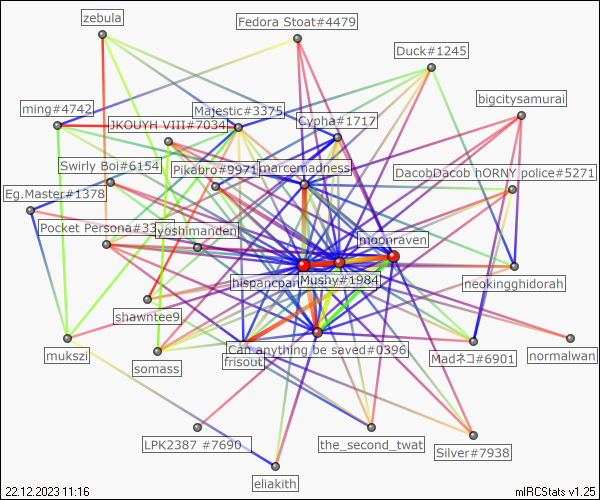 zebula
Fedora Stoat#4479
Duck#1245
bigcitysamurai
ming#4742
Majestic#3375
JKOUYH VIII#7034
Cypha#1717
Swirly Boi#6154
Pikabro#9971
marcemadness
DacobDacob hORNY police#5271
Eg.Master#1378
Pocket Persona#33
yoshimanden
moonraven
hispancpan
Mushy#1984
neokingghidorah
shawntee9
mukszi
somass
Can anything be saved#0396
frisout
Madネコ#6901
normalwan
LPK2387 #7690
the_second_twat
Silver#7938
eliakith
22.12.2023 11:16
mIRCStats v1.25